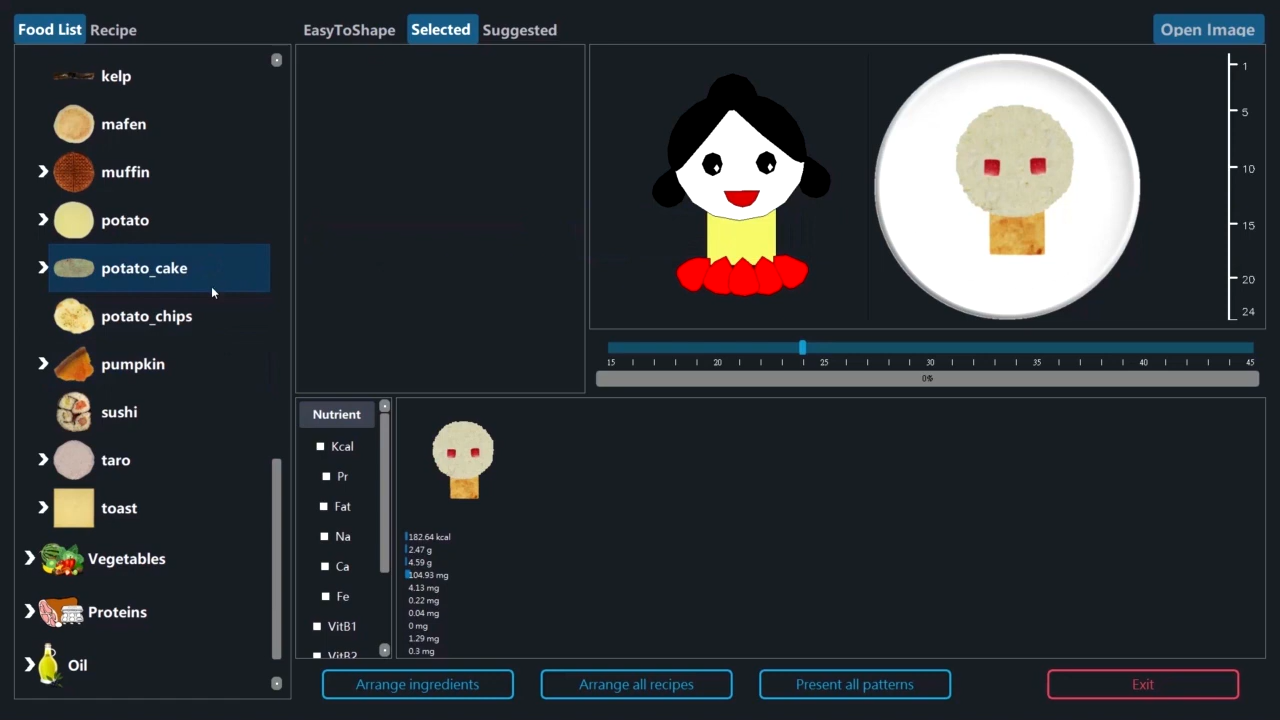 Food List Recipe
EasyToShape Selected Suggested
Open Image
kelp
mafen
muffin
potato
potato_cake
potato_chips
pumpkin
sushi
taro
toast
Vegetables
Proteins
Oil
1
5
10
15
20
24
15 20 25 30 35 40 45
0%
Nutrient
Kcal
Pr
Fat
Na
Ca
Fe
VitB1
VitB2
182.64 kcal
2.47 g
4.59 g
104.93 mg
4.13 mg
0.22 mg
0.04 mg
0 mg
1.29 mg
0.3 mg
Arrange ingredients
Arrange all recipes
Present all patterns
Exit